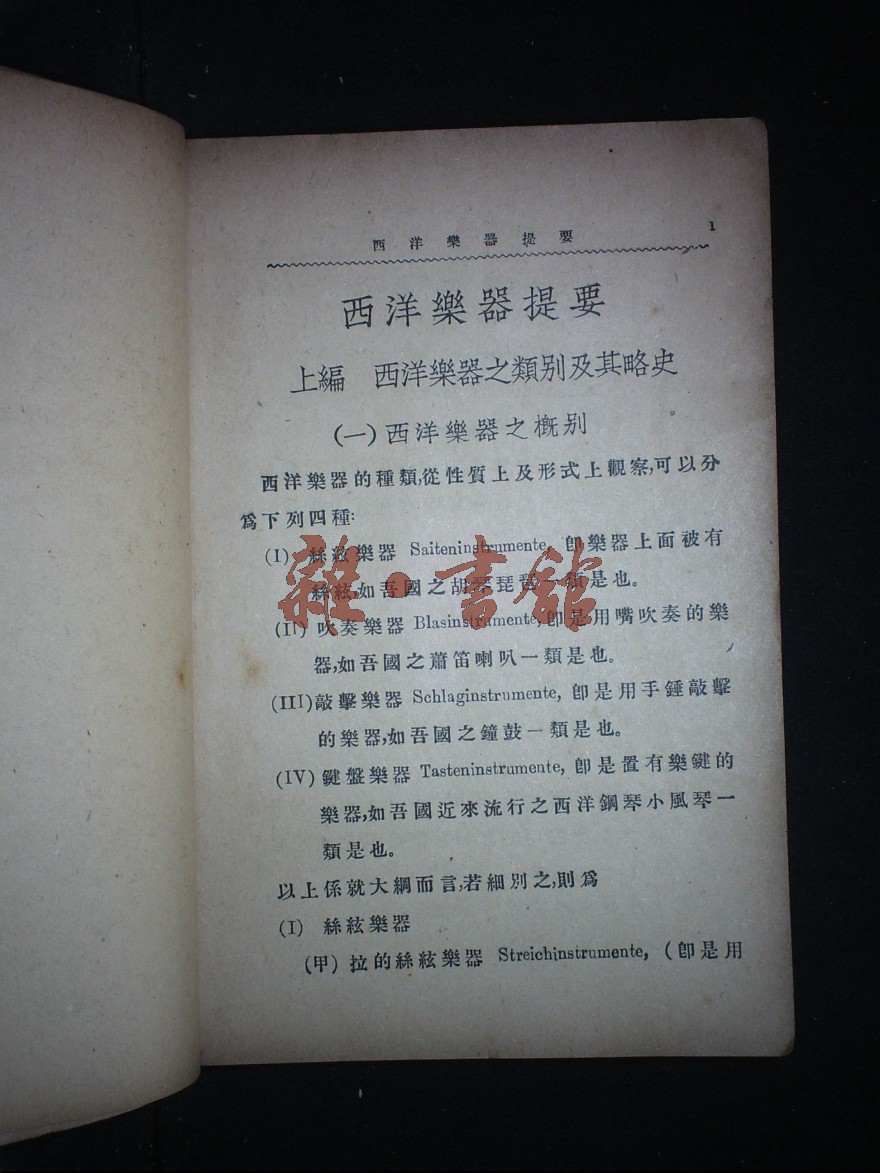 西洋樂器提要 1
西洋樂器提要
上編 西洋樂器之類別及其略史
(一)西洋樂器之概別
西洋樂器的種類,從性質上及形式上觀察,可以分
爲下列四種:
(I) 絲絃樂器 Saiteninstrumente, 卽樂器上面被有
絲絃,如吾國之胡琴琵琶一類是也。
(II) 吹奏樂器 Blasinstrumente, 卽是用嘴吹奏的樂
器,如吾國之蕭笛喇叭一類是也。
(III)敲擊樂器 Schlaginstrumente, 卽是用手錘敲擊
的樂器,如吾國之鐘鼓一類是也。
(IV)鍵盤樂器 Tasteninstrumente, 卽是置有樂鍵的
樂器,如吾國近來流行之西洋鋼琴小風琴一
類是也。
以上係就大綱而言,若細別之,則爲
(I) 絲絃樂器
(甲) 拉的絲絃樂器 Streichinstrumente, (卽是用
雜·書館